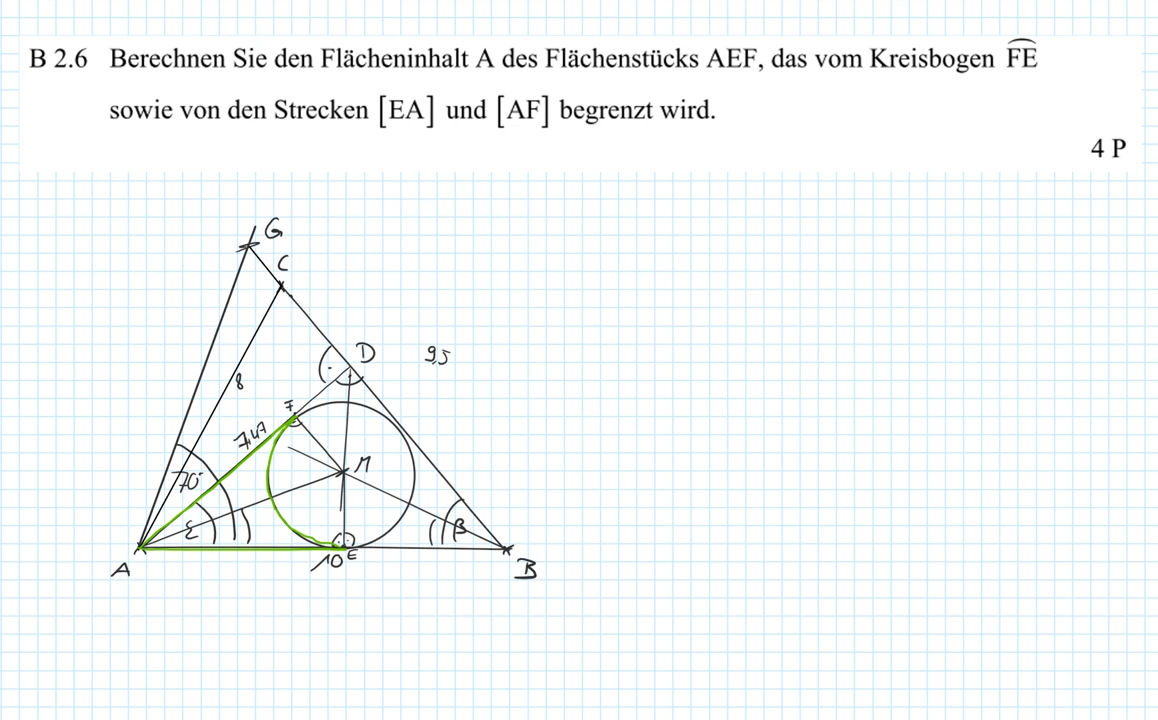 B 2.6 Berechnen Sie den Flächeninhalt A des Flächenstücks AEF, das vom Kreisbogen FE
sowie von den Strecken [EA] und [AF] begrenzt wird.
4 P
G
C
D
9,5
8
F
7,47
M
70°
ε
β
E
10
A
B